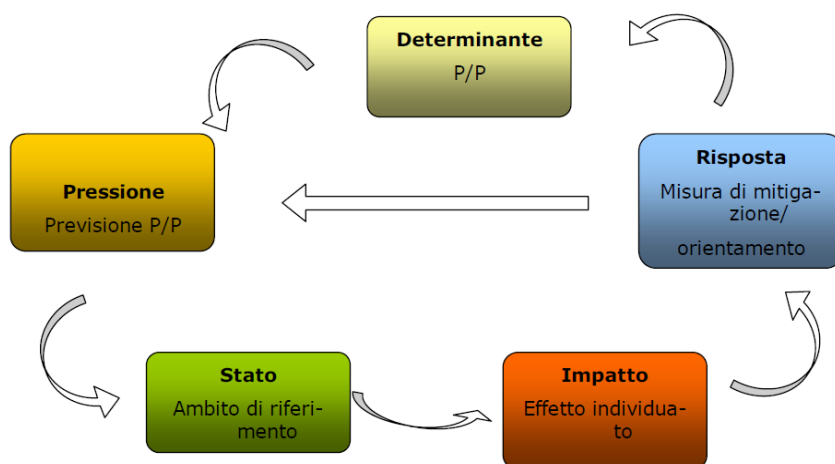 Determinante
P/P
Pressione
Previsione P/P
Risposta
Misura di mitiga-
zione/
orientamento
Stato
Ambito di riferi-
mento
Impatto
Effetto individua-
to